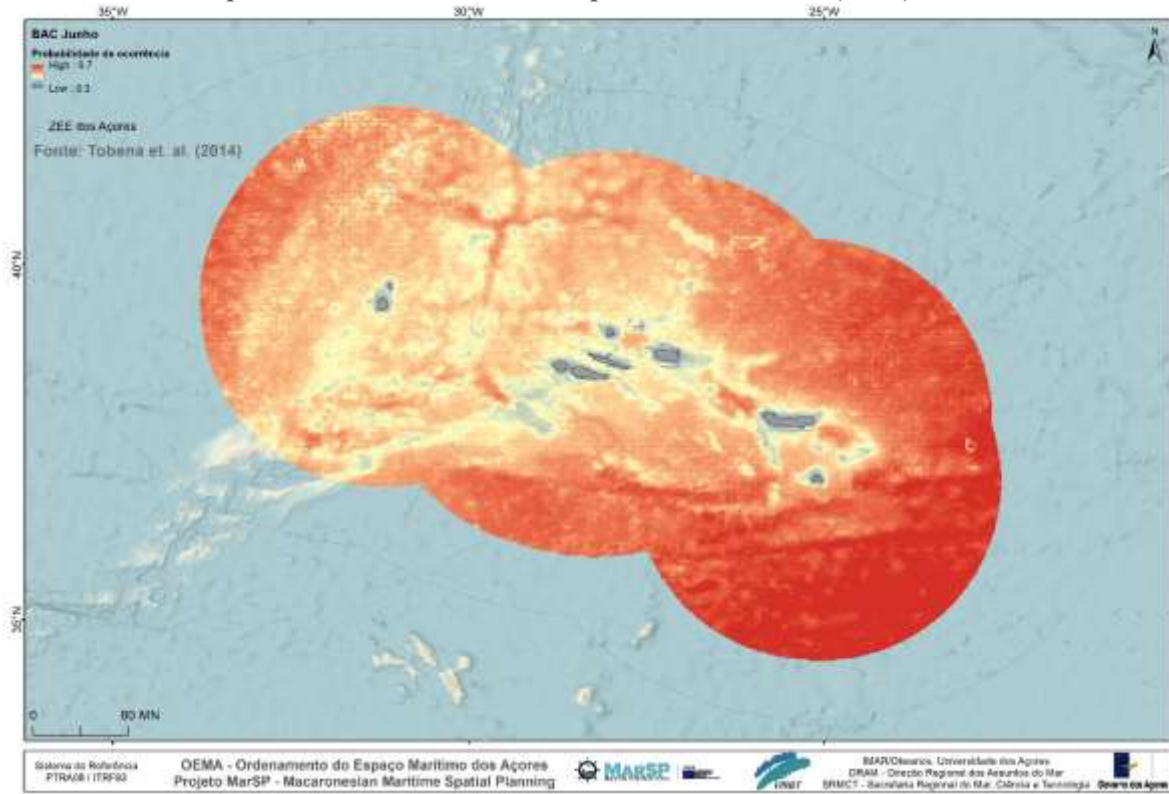 35°W
30°W
25°W
BAC Junho
Probabilidade de ocorrência
High : 0.7
Low : 0.3
ZEE dos Açores
Fonte: Tobena et. al. (2014)
N
40°N
35°N
0
80 MN
Sistema de Referência
PTRA08 / ITRF93
OEMA - Ordenamento do Espaço Marítimo dos Açores
Projeto MarSP - Macaronesian Maritime Spatial Planning
MARSP
IMAR
IMAR/Okeanos, Universidade dos Açores
DRAM - Direção Regional dos Assuntos do Mar
SRMCT - Secretaria Regional do Mar, Ciência e Tecnologia
Governo dos Açores